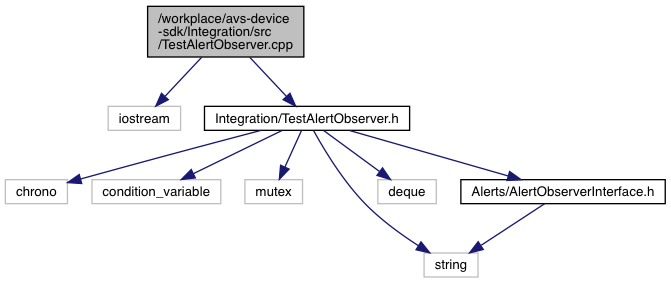 /workplace/avs-device
-sdk/Integration/src
/TestAlertObserver.cpp
iostream
Integration/TestAlertObserver.h
chrono
condition_variable
mutex
deque
Alerts/AlertObserverInterface.h
string